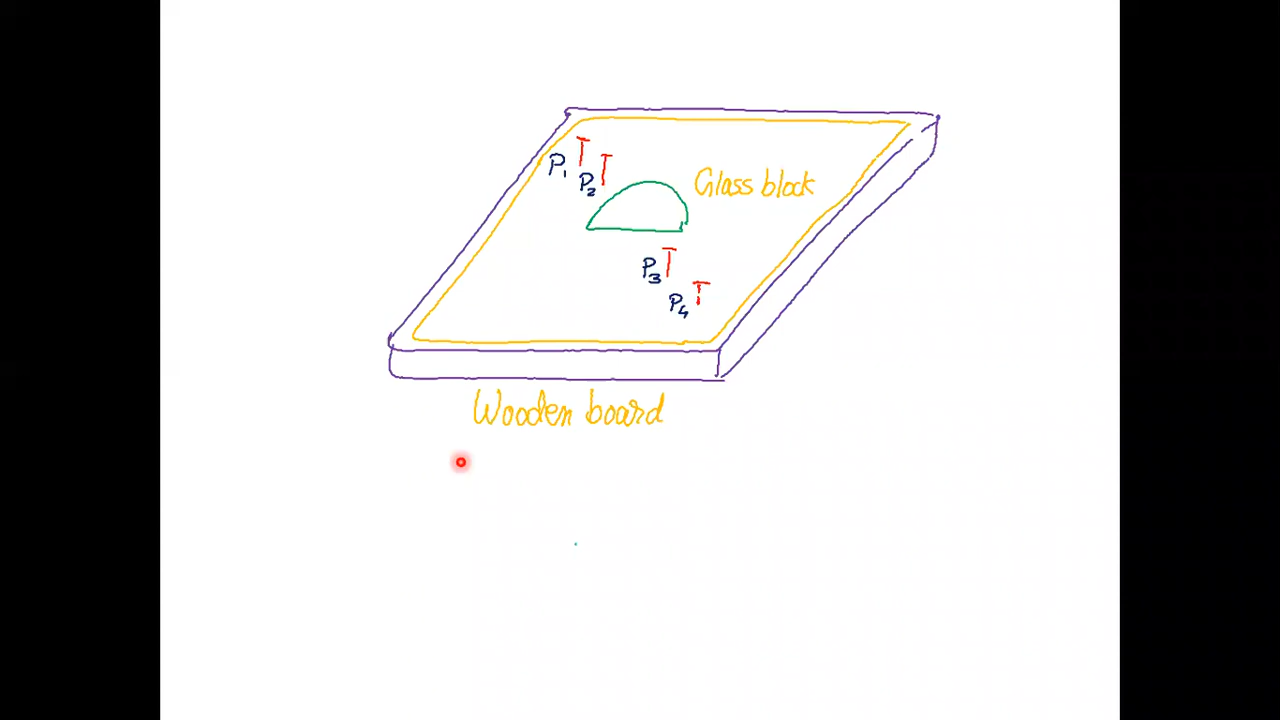 P₁
P₂
Glass block
P₃
P₄
Wooden board